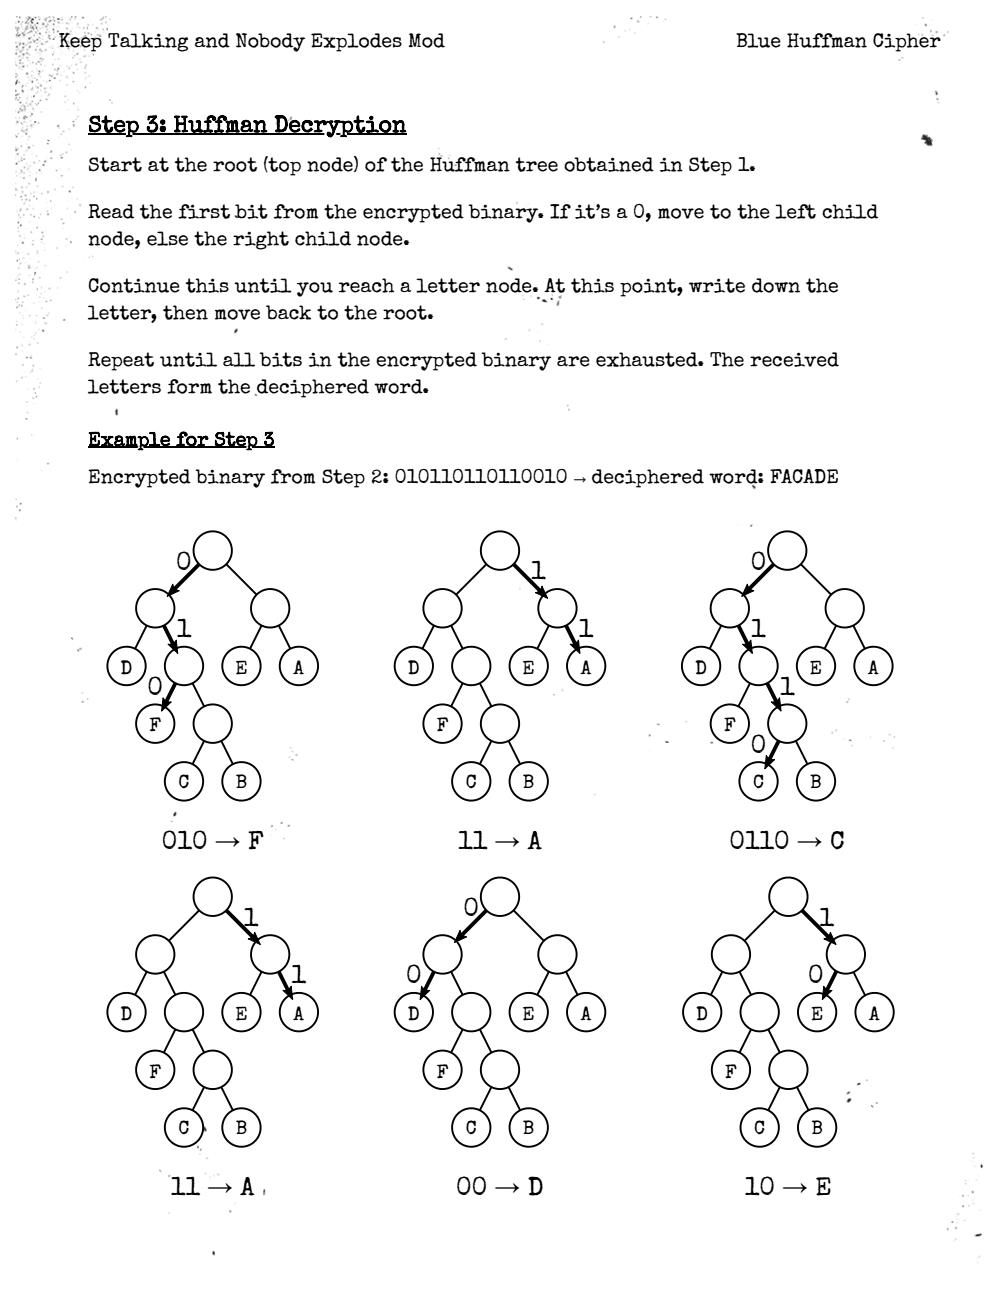 Keep Talking and Nobody Explodes Mod
Blue Huffman Cipher
Step 3: Huffman Decryption
Start at the root (top node) of the Huffman tree obtained in Step 1.
Read the first bit from the encrypted binary. If it's a 0, move to the left child
node, else the right child node.
Continue this until you reach a letter node. At this point, write down the
letter, then move back to the root.
Repeat until all bits in the encrypted binary are exhausted. The received
letters form the deciphered word.
Example for Step 3
Encrypted binary from Step 2: 010110110110010 → deciphered word: FACADE
0
1
D
E
A
0
F
C
B
010 → F
1
1
D
E
A
F
C
B
11 → A
0
1
D
E
A
1
F
0
C
B
0110 → C
1
1
D
E
A
F
C
B
11 → A
0
0
D
E
A
F
C
B
00 → D
1
0
D
E
A
F
C
B
10 → E